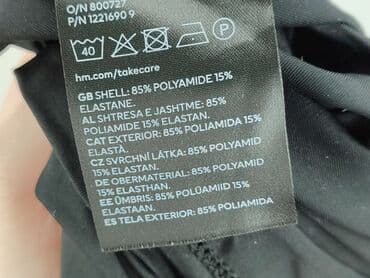 O/N 800727
P/N 1221690 9
40 P
hm.com/takecare
GB SHELL: 85% POLYAMIDE 15%
ELASTANE.
AL SHTRESA E JASHTME: 85%
POLIAMIDE 15% ELASTAN.
CAT EXTERIOR: 85% POLIAMIDA 15%
ELASTÀ.
CZ SVRCHNÍ LÁTKA: 85% POLYAMID
15% ELASTAN.
DE OBERMATERIAL: 85% POLYAMID
15% ELASTHAN.
EE ÜMBRIS: 85% POLÜAMIID 15%
ELASTAAN.
ES TELA EXTERIOR: 85% POLIAMIDA